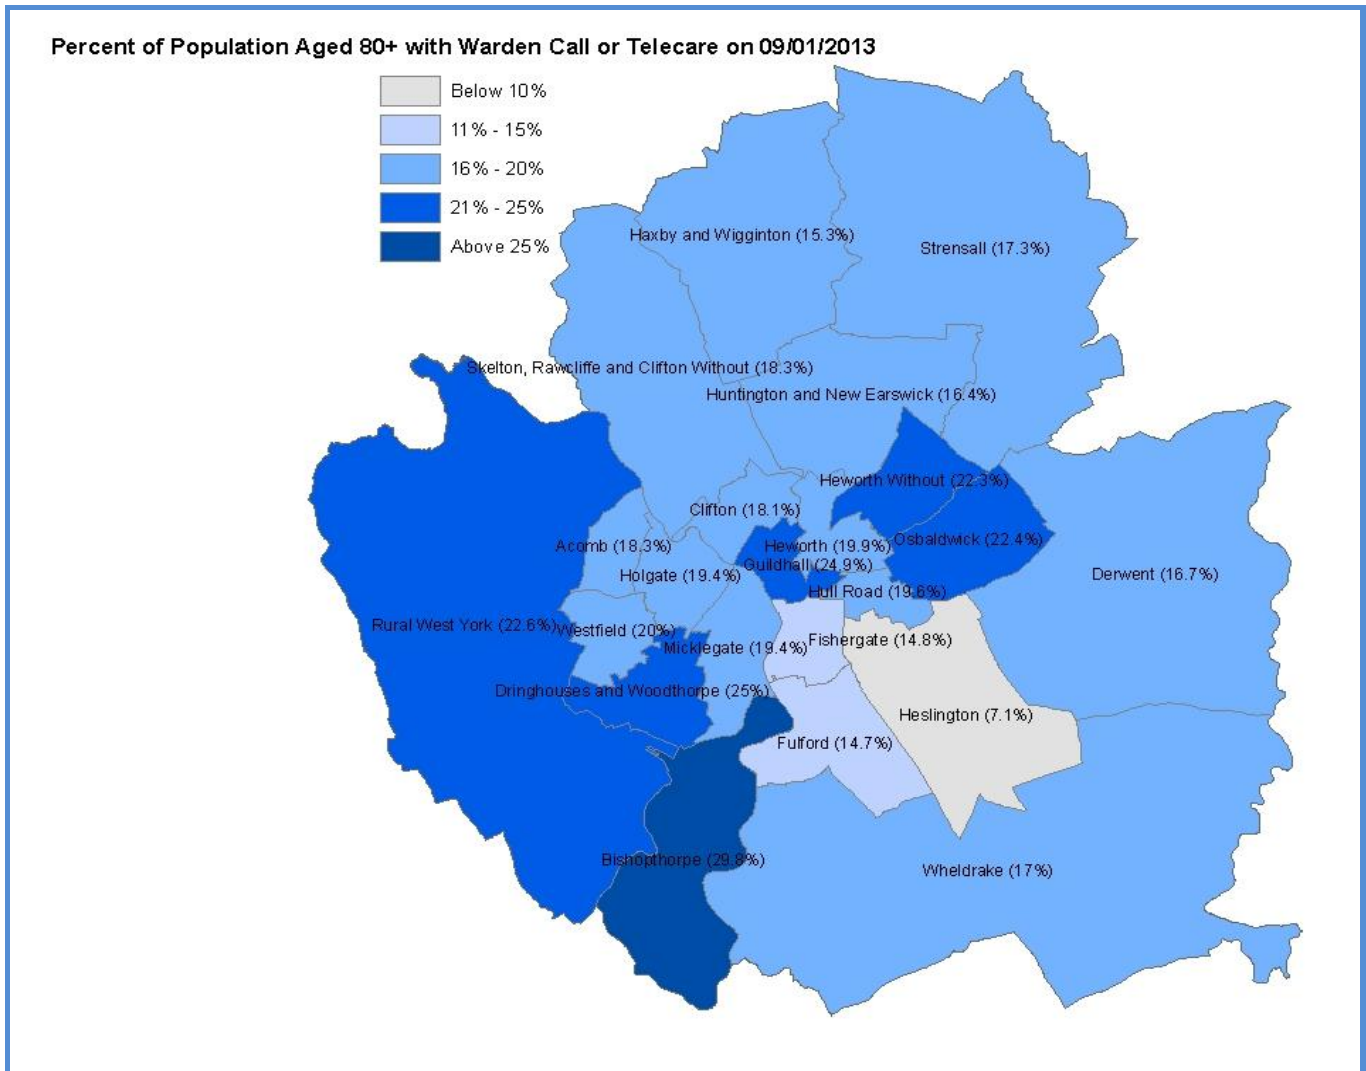 Percent of Population Aged 80+ with Warden Call or Telecare on 09/01/2013
Below 10%
11% - 15%
16% - 20%
21% - 25%
Above 25%
Haxby and Wigginton (15.3%)
Strensall (17.3%)
Skelton, Rawcliffe and Clifton Without (18.3%)
Huntington and New Earswick (16.4%)
Heworth Without (22.3%)
Clifton (18.1%)
Osbaldwick (22.4%)
Acomb (18.3%)
Heworth (19.9%)
Guildhall (24.9%)
Holgate (19.4%)
Derwent (16.7%)
Hull Road (19.6%)
Rural West York (22.6%)
Westfield (20%)
Micklegate (19.4%)
Fishergate (14.8%)
Dringhouses and Woodthorpe (25%)
Heslington (7.1%)
Fulford (14.7%)
Bishopthorpe (29.8%)
Wheldrake (17%)